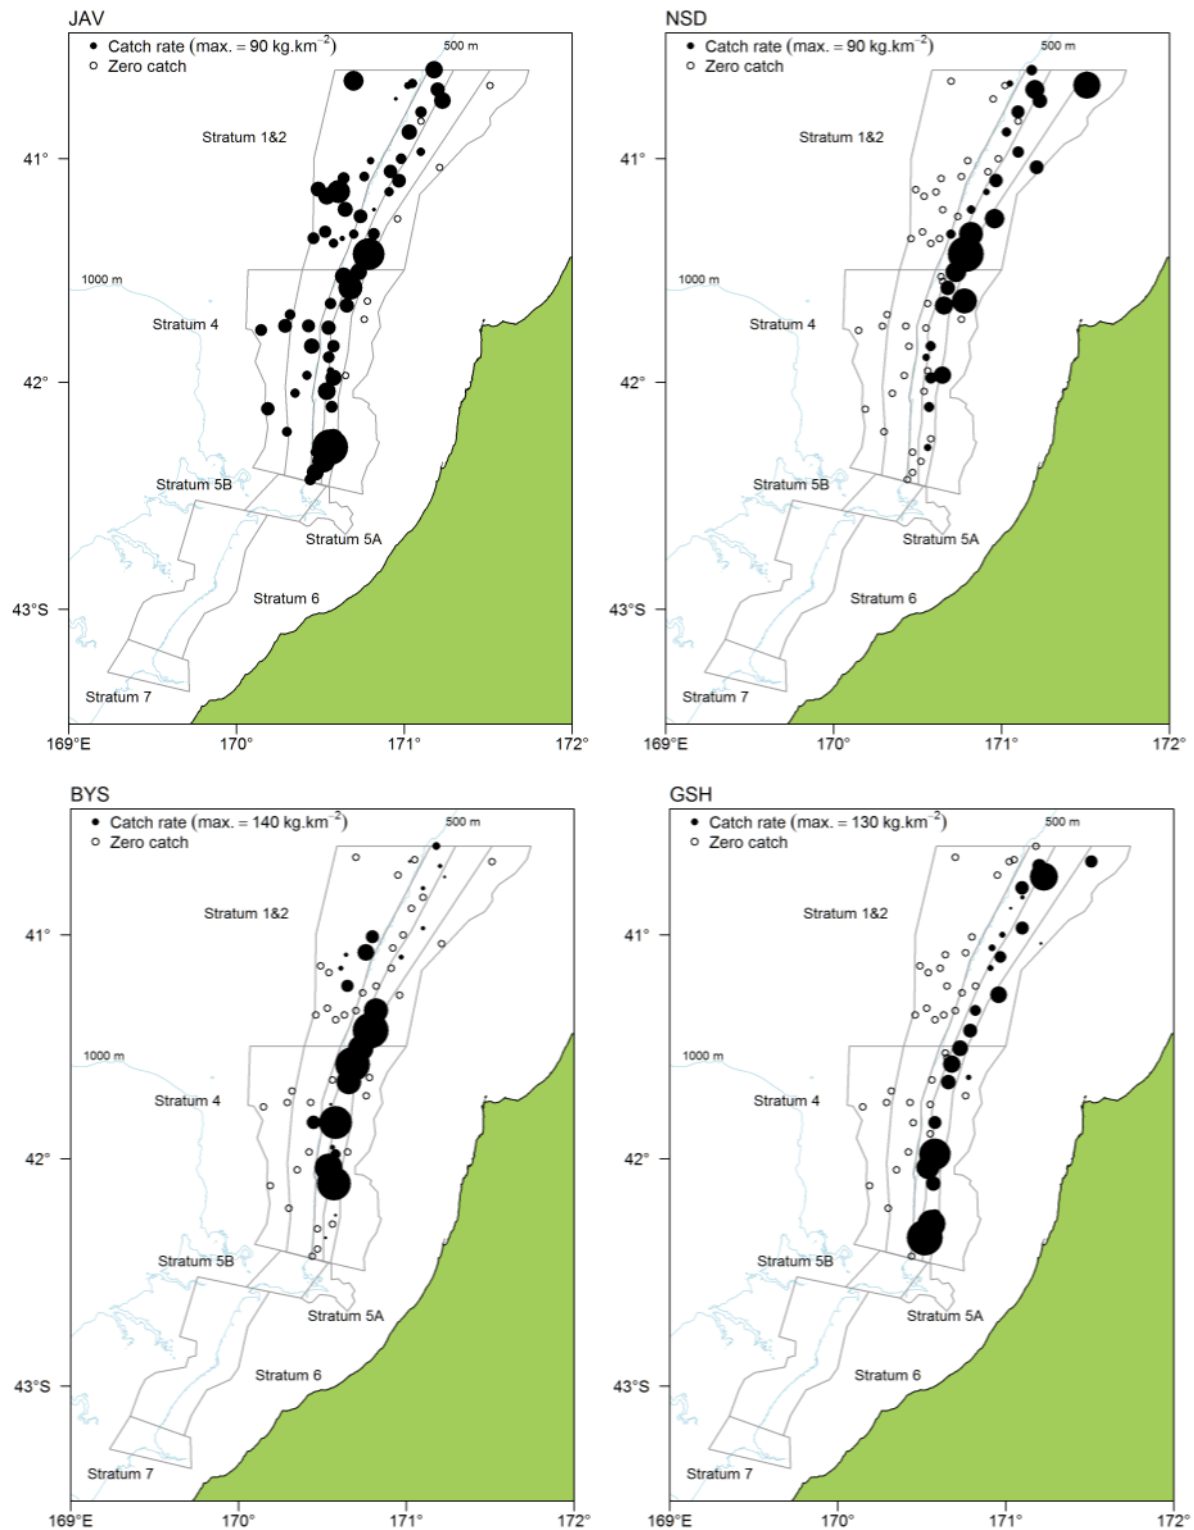 JAV
Catch rate (max. = 90 kg.km⁻²)
Zero catch
500 m
Stratum 1&2
41°
1000 m
Stratum 4
42°
Stratum 5B
Stratum 5A
Stratum 6
43°S
Stratum 7
169°E 170° 171° 172°
NSD
Catch rate (max. = 90 kg.km⁻²)
Zero catch
500 m
Stratum 1&2
41°
1000 m
Stratum 4
42°
Stratum 5B
Stratum 5A
Stratum 6
43°S
Stratum 7
169°E 170° 171° 172°
BYS
Catch rate (max. = 140 kg.km⁻²)
Zero catch
500 m
Stratum 1&2
41°
1000 m
Stratum 4
42°
Stratum 5B
Stratum 5A
Stratum 6
43°S
Stratum 7
169°E 170° 171° 172°
GSH
Catch rate (max. = 130 kg.km⁻²)
Zero catch
500 m
Stratum 1&2
41°
1000 m
Stratum 4
42°
Stratum 5B
Stratum 5A
Stratum 6
43°S
Stratum 7
169°E 170° 171° 172°